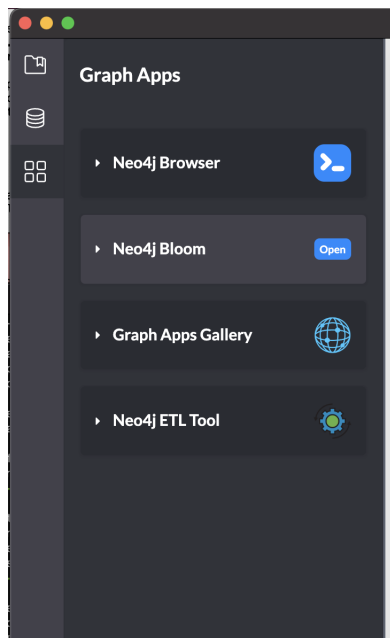 Graph Apps
Neo4j Browser
Neo4j Bloom
Open
Graph Apps Gallery
Neo4j ETL Tool